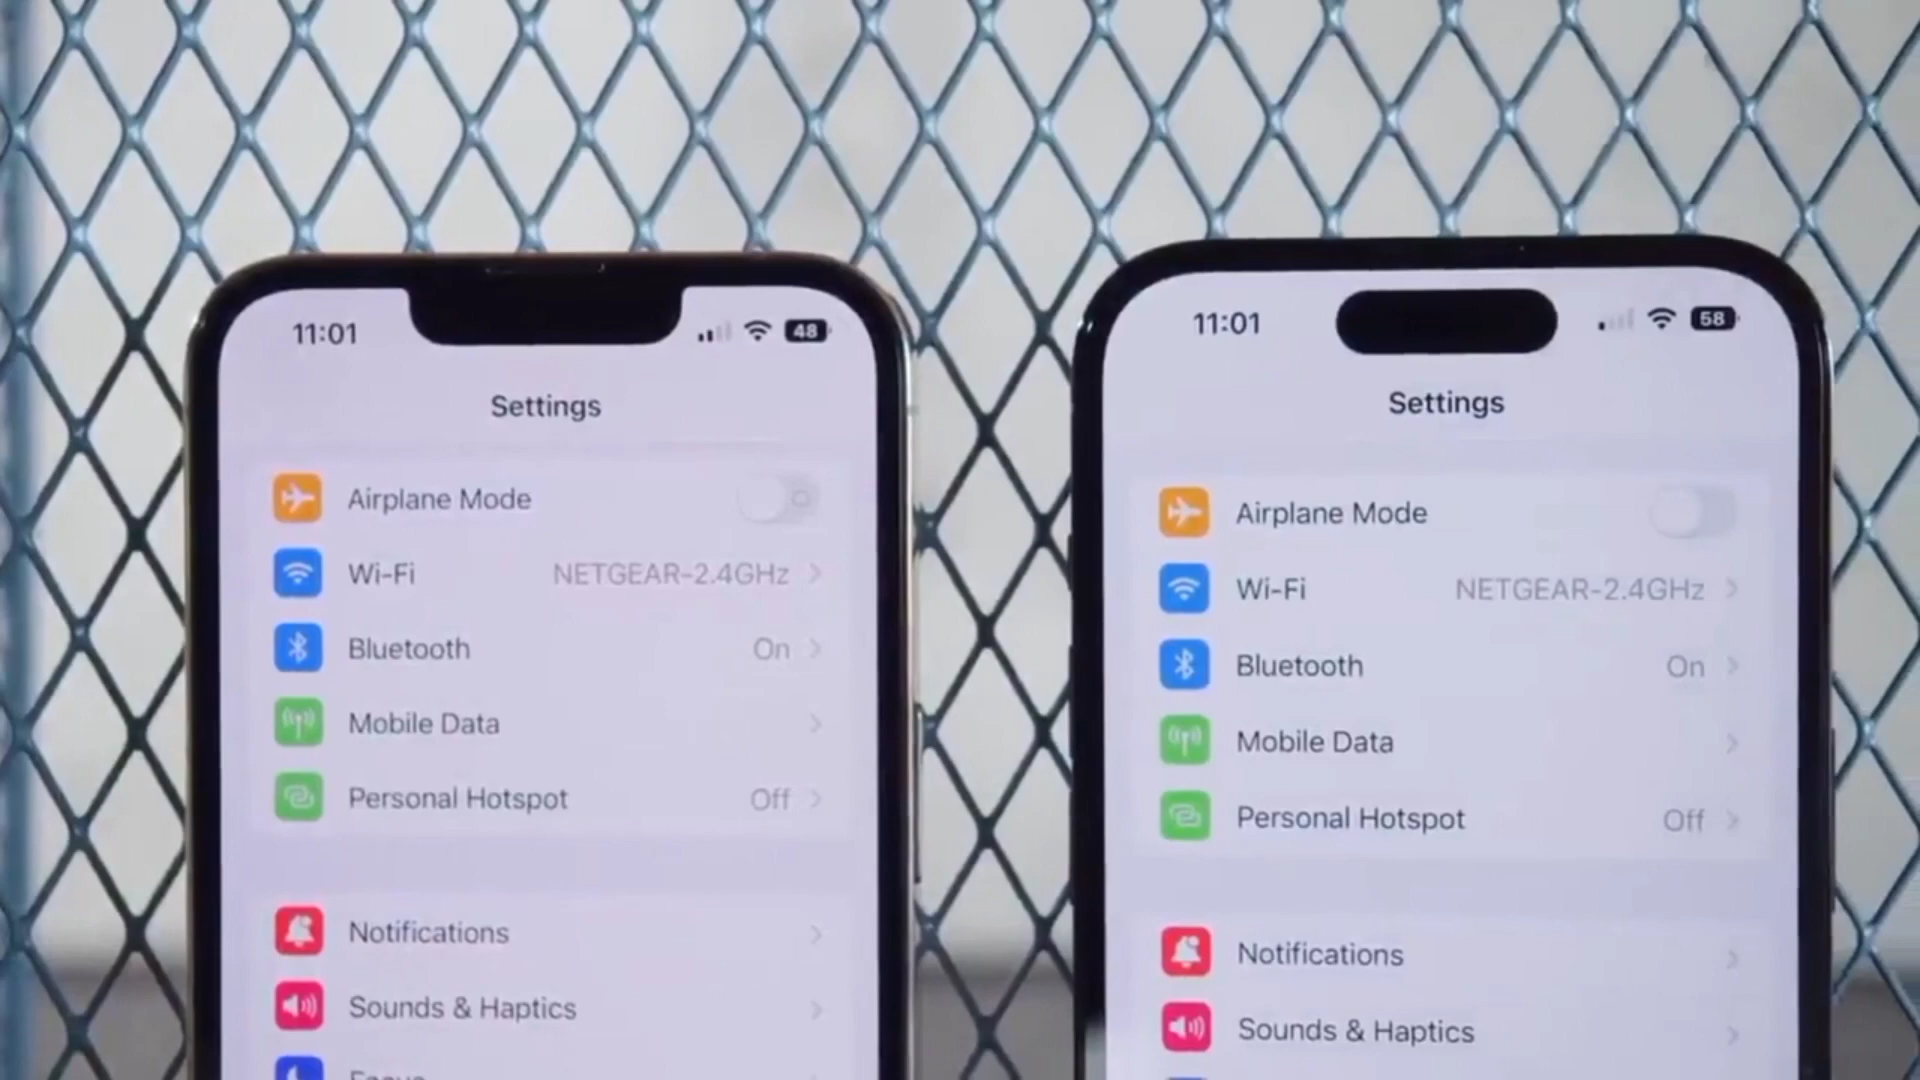 11:01
48
Settings
Airplane Mode
Wi-Fi NETGEAR-2.4GHz
Bluetooth On
Mobile Data
Personal Hotspot Off
Notifications
Sounds & Haptics
Focus
11:01
58
Settings
Airplane Mode
Wi-Fi NETGEAR-2.4GHz
Bluetooth On
Mobile Data
Personal Hotspot Off
Notifications
Sounds & Haptics